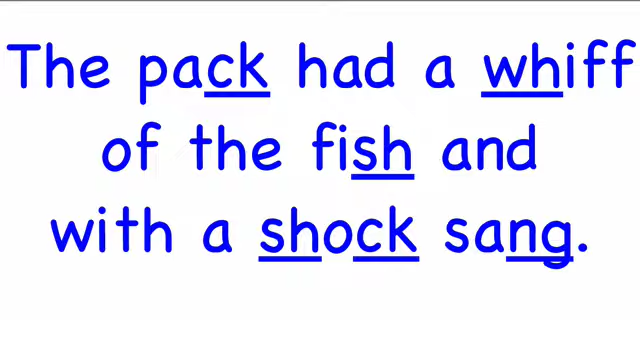 The pack had a whiff
of the fish and
with a shock sang.